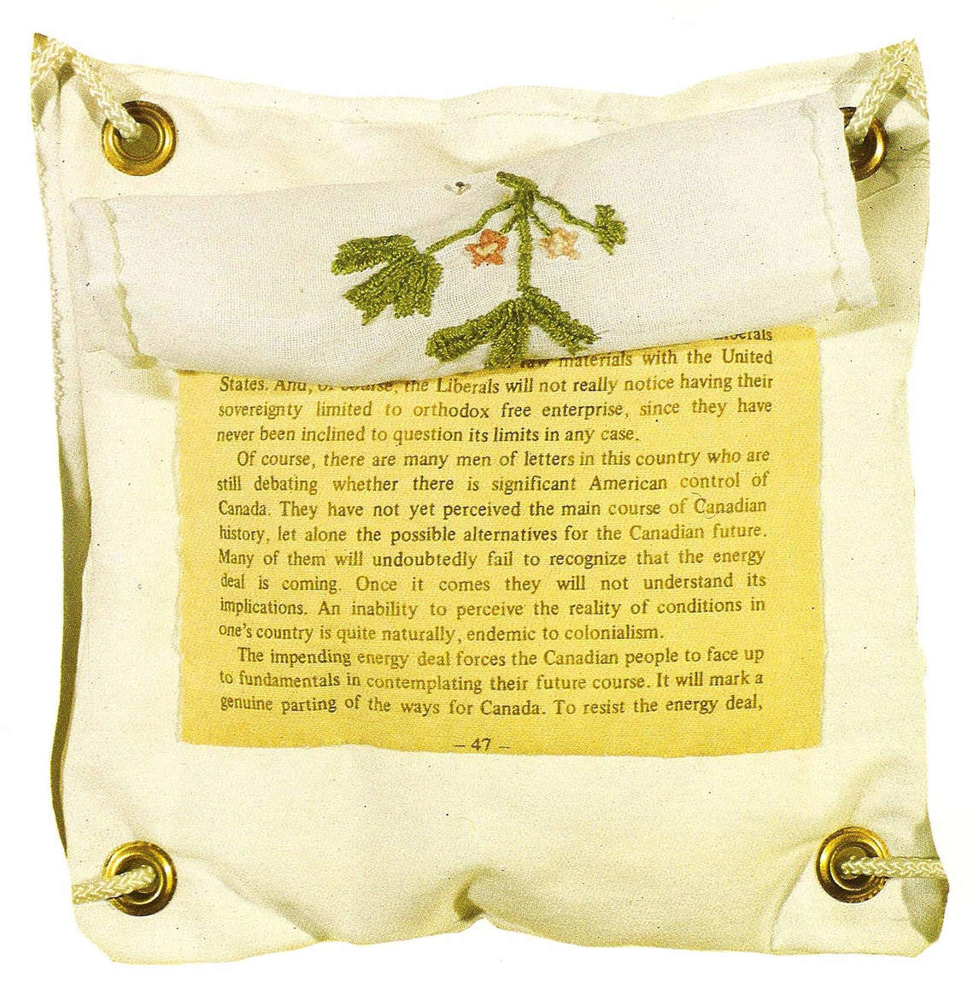 Liberals
raw materials with the United
States. And, of course, the Liberals will not really notice having their
sovereignty limited to orthodox free enterprise, since they have
never been inclined to question its limits in any case.
Of course, there are many men of letters in this country who are
still debating whether there is significant American control of
Canada. They have not yet perceived the main course of Canadian
history, let alone the possible alternatives for the Canadian future.
Many of them will undoubtedly fail to recognize that the energy
deal is coming. Once it comes they will not understand its
implications. An inability to perceive the reality of conditions in
one's country is quite naturally, endemic to colonialism.
The impending energy deal forces the Canadian people to face up
to fundamentals in contemplating their future course. It will mark a
genuine parting of the ways for Canada. To resist the energy deal,
– 47 –